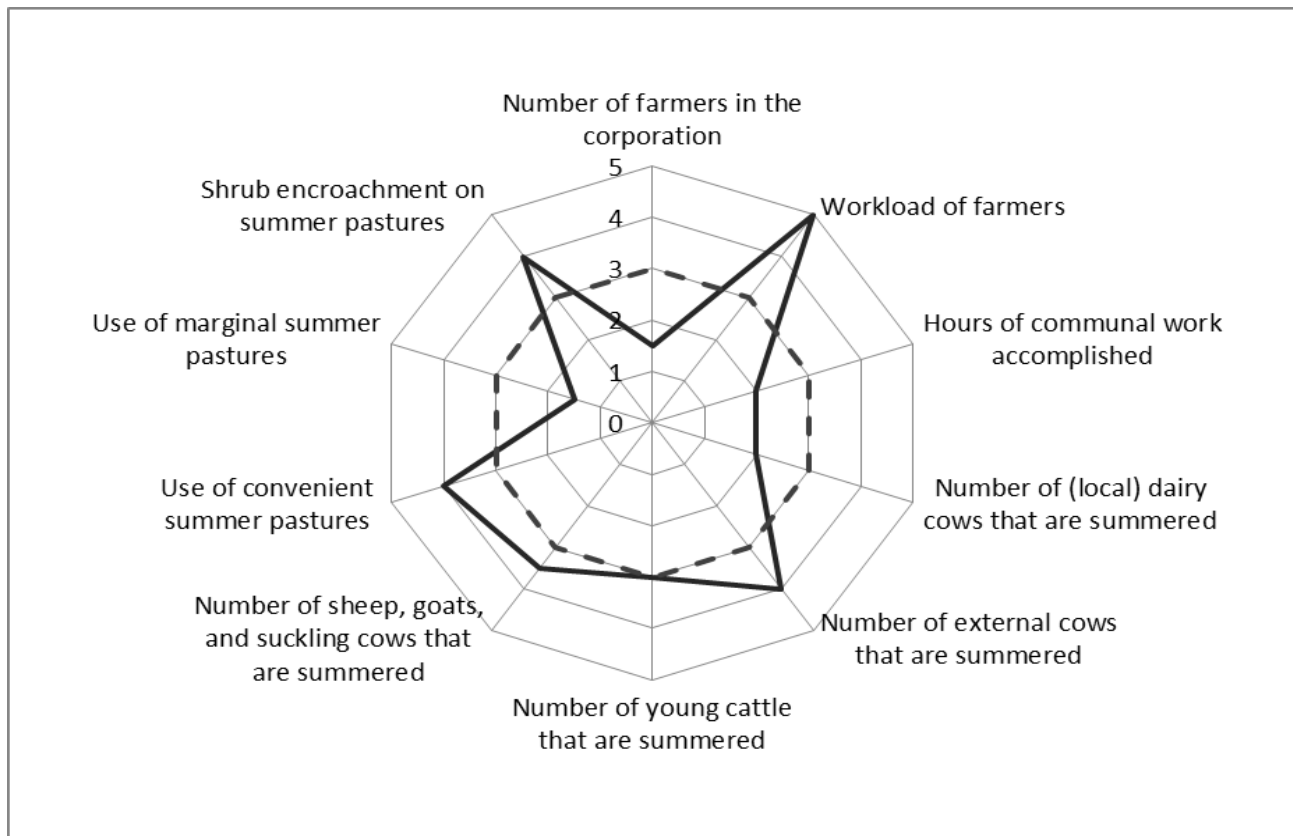 Number of farmers in the
corporation
5
4
3
2
1
0
Workload of farmers
Hours of communal work
accomplished
Number of (local) dairy
cows that are summered
Number of external cows
that are summered
Number of young cattle
that are summered
Number of sheep, goats,
and suckling cows that
are summered
Use of convenient
summer pastures
Use of marginal summer
pastures
Shrub encroachment on
summer pastures